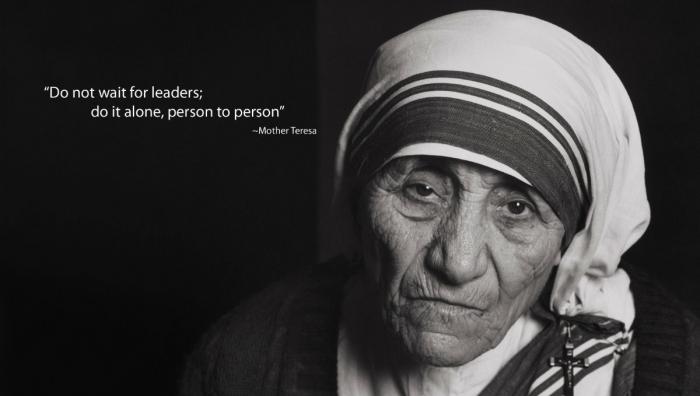 “Do not wait for leaders;
do it alone, person to person”
~Mother Teresa